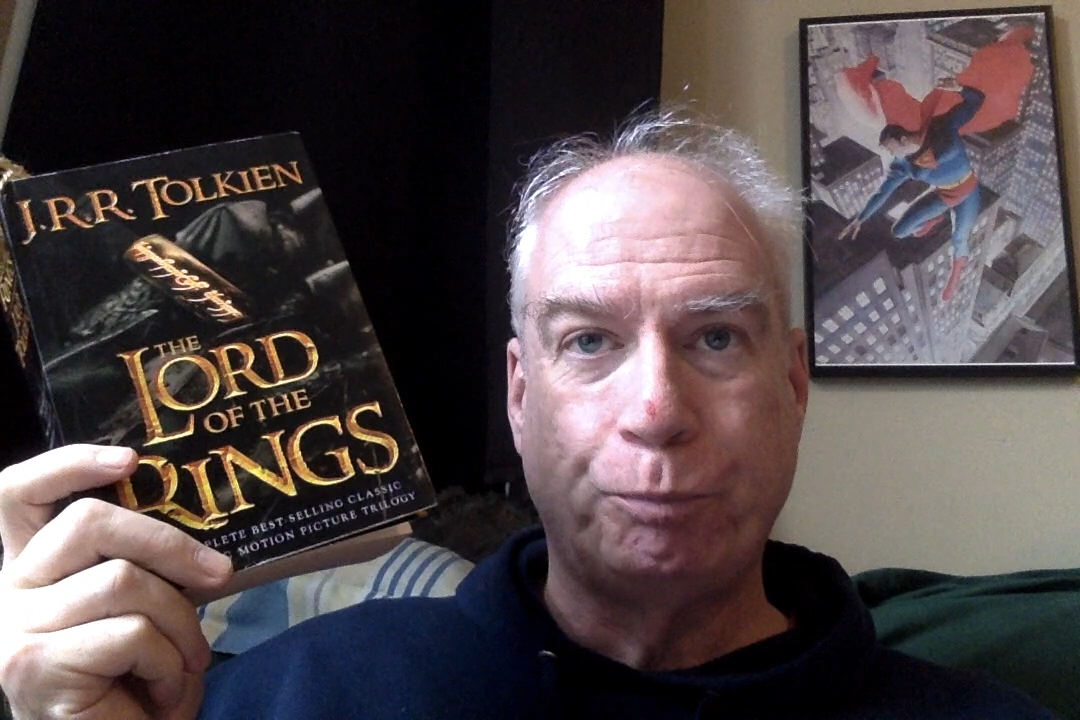 J.R.R. TOLKIEN
THE
LORD
OF THE
RINGS
BEST-SELLING CLASSIC
MOTION PICTURE TRILOGY